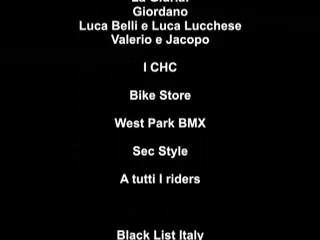 Giordano
Luca Belli e Luca Lucchese
Valerio e Jacopo
I CHC
Bike Store
West Park BMX
Sec Style
A tutti I riders
Black List Italy